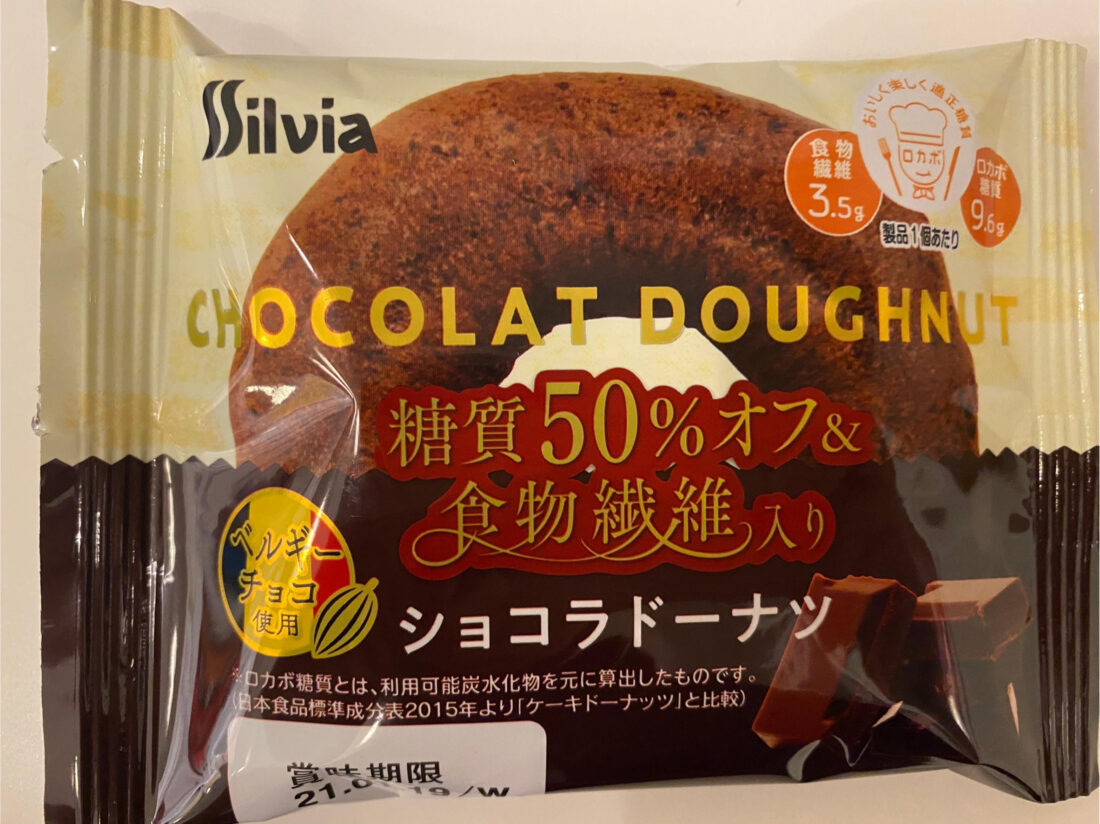 Silvia
おいしく楽しく適正糖質
ロカボ
食物
繊維
3.5g
ロカボ
糖質
9.6g
製品1個あたり
CHOCOLAT DOUGHNUT
糖質50%オフ&
食物繊維入り
ベルギー
チョコ
使用
ショコラドーナツ
※ロカボ糖質とは、利用可能炭水化物を元に算出したものです。
(日本食品標準成分表2015年より「ケーキドーナッツ」と比較)
賞味期限